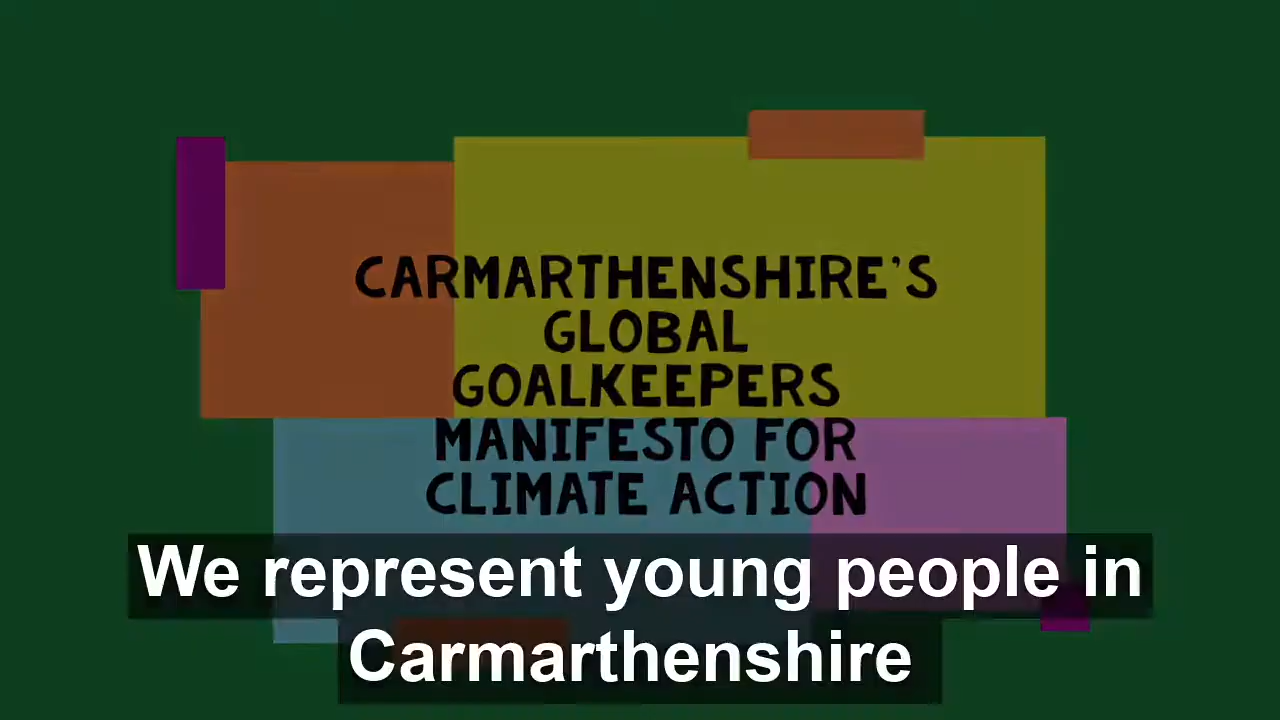 CARMARTHENSHIRE'S
GLOBAL
GOALKEEPERS
MANIFESTO FOR
CLIMATE ACTION
We represent young people in
Carmarthenshire